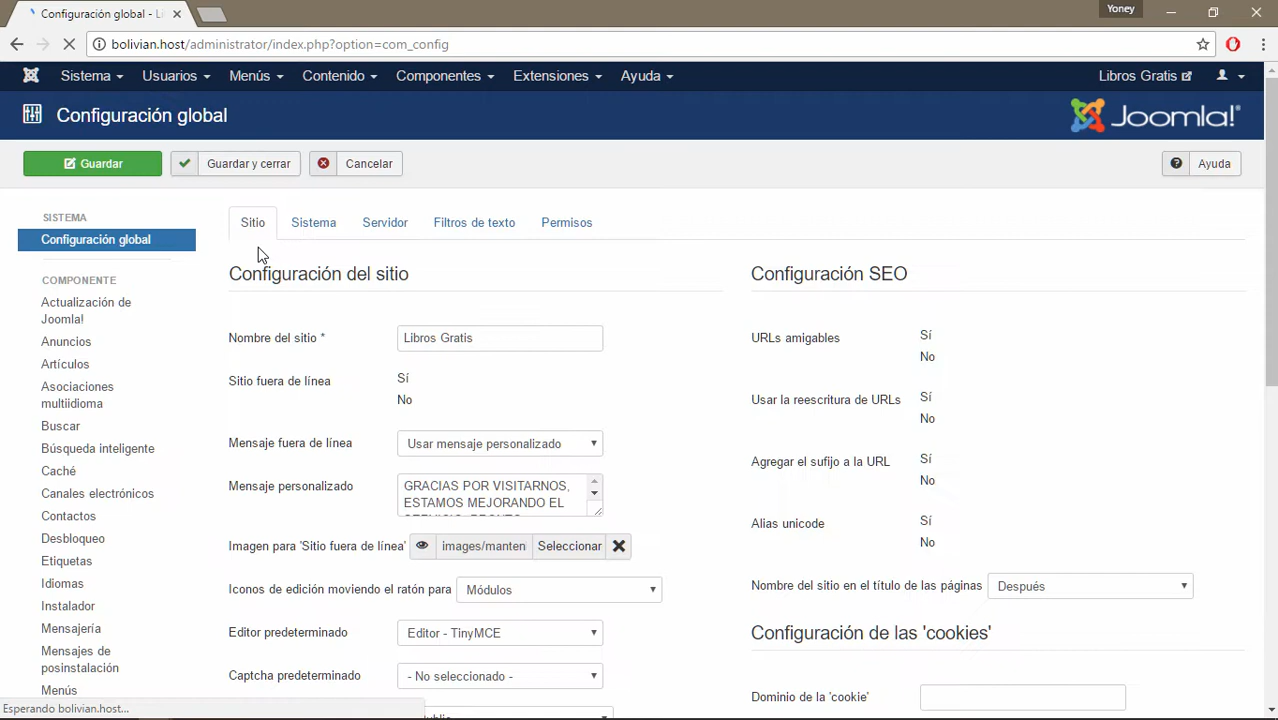 Configuración global - Li
Yoney
bolivian.host/administrator/index.php?option=com_config
Sistema Usuarios Menús Contenido Componentes Extensiones Ayuda Libros Gratis
Configuración global
Joomla!
Guardar Guardar y cerrar Cancelar Ayuda
SISTEMA
Configuración global
COMPONENTE
Actualización de
Joomla!
Anuncios
Artículos
Asociaciones
multiidioma
Buscar
Búsqueda inteligente
Caché
Canales electrónicos
Contactos
Desbloqueo
Etiquetas
Idiomas
Instalador
Mensajería
Mensajes de
posinstalación
Menús
Sitio Sistema Servidor Filtros de texto Permisos
Configuración del sitio
Nombre del sitio * Libros Gratis
Sitio fuera de línea Sí
No
Mensaje fuera de línea Usar mensaje personalizado
Mensaje personalizado GRACIAS POR VISITARNOS,
ESTAMOS MEJORANDO EL
Imagen para 'Sitio fuera de línea' images/manten Seleccionar
Iconos de edición moviendo el ratón para Módulos
Editor predeterminado Editor - TinyMCE
Captcha predeterminado - No seleccionado -
Configuración SEO
URLs amigables Sí
No
Usar la reescritura de URLs Sí
No
Agregar el sufijo a la URL Sí
No
Alias unicode Sí
No
Nombre del sitio en el título de las páginas Después
Configuración de las 'cookies'
Dominio de la 'cookie'
Esperando bolivian.host...